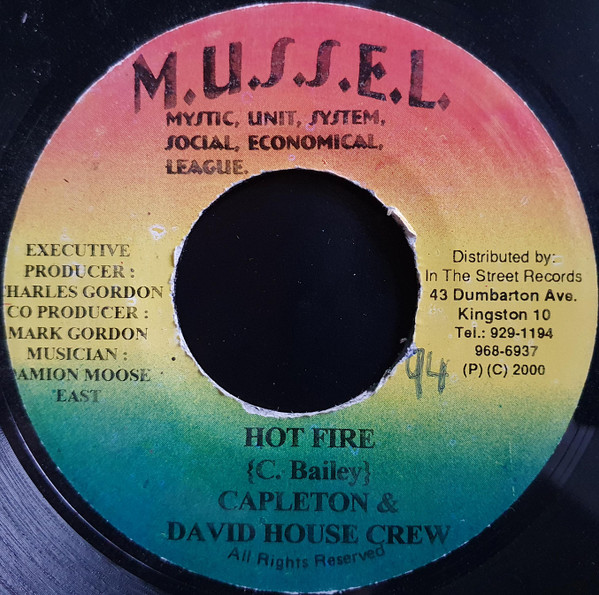 M.U.S.S.E.L.
MYSTIC, UNIT, SYSTEM,
SOCIAL, ECONOMICAL,
LEAGUE.
EXECUTIVE
PRODUCER :
CHARLES GORDON
CO PRODUCER :
MARK GORDON
MUSICIAN :
DAMION MOOSE
EAST
Distributed by:
In The Street Records
43 Dumbarton Ave.
Kingston 10
Tel.: 929-1194
968-6937
(P) (C) 2000
94
HOT FIRE
{C. Bailey}
CAPLETON &
DAVID HOUSE CREW
All Rights Reserved